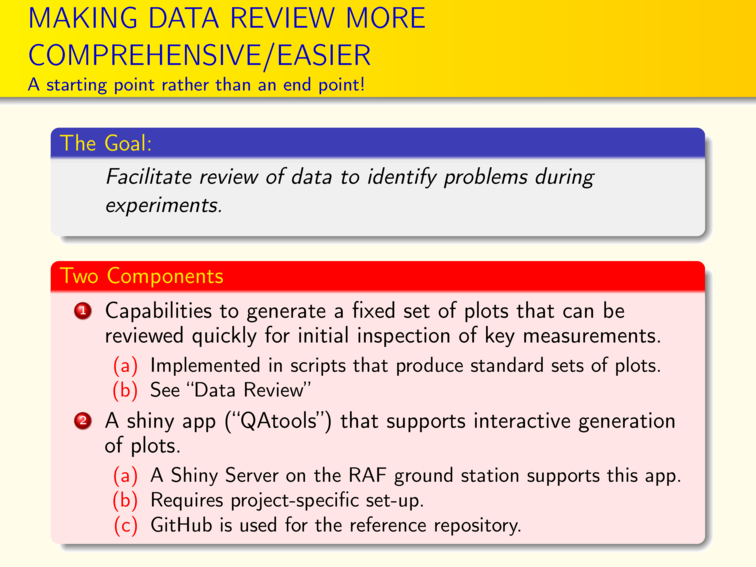 MAKING DATA REVIEW MORE
COMPREHENSIVE/EASIER
A starting point rather than an end point!
The Goal:
Facilitate review of data to identify problems during
experiments.
Two Components
1 Capabilities to generate a fixed set of plots that can be
reviewed quickly for initial inspection of key measurements.
(a) Implemented in scripts that produce standard sets of plots.
(b) See “Data Review”
2 A shiny app (“QAtools”) that supports interactive generation
of plots.
(a) A Shiny Server on the RAF ground station supports this app.
(b) Requires project-specific set-up.
(c) GitHub is used for the reference repository.